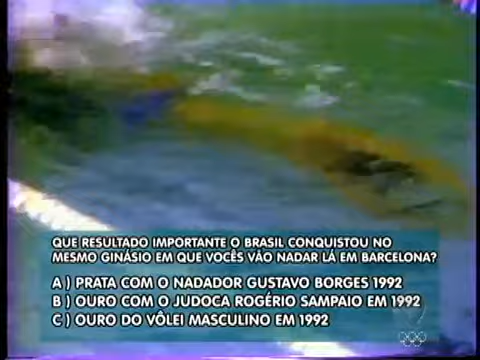 QUE RESULTADO IMPORTANTE O BRASIL CONQUISTOU NO
MESMO GINÁSIO EM QUE VOCÊS VÃO NADAR LÁ EM BARCELONA?
A ) PRATA COM O NADADOR GUSTAVO BORGES 1992
B ) OURO COM O JUDOCA ROGÉRIO SAMPAIO EM 1992
C ) OURO DO VÔLEI MASCULINO EM 1992